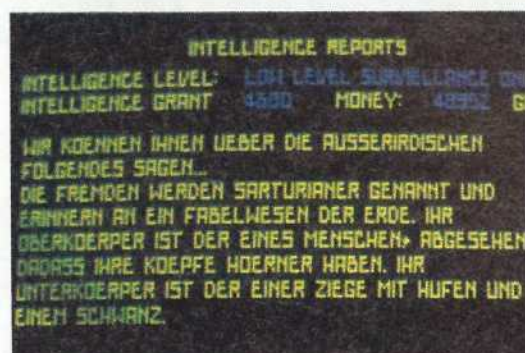 INTELLIGENCE REPORTS
INTELLIGENCE LEVEL: LOW LEVEL SURVIELLANCE ON
INTELLIGENCE GRANT 4600 MONEY: G
WIR KOENNEN IHNEN UEBER DIE AUSSERIRDISCHEN
FOLGENDES SAGEN...
DIE FREMDEN WERDEN SARTURIANER GENANNT UND
ERINNERN AN EIN FABELWESEN DER ERDE. IHR
OBERKOERPER IST DER EINES MENSCHEN, ABGESEHEN
DADASS IHRE KOEPFE HOERNER HABEN. IHR
UNTERKOERPER IST DER EINER ZIEGE MIT HUFEN UND
EINEM SCHWANZ.